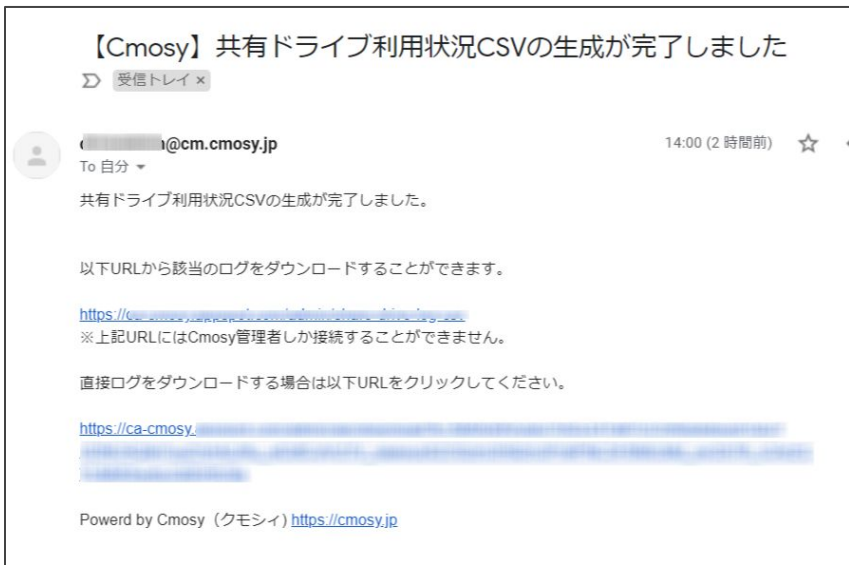 【Cmosy】共有ドライブ利用状況CSVの生成が完了しました
受信トレイ ×
@cm.cmosy.jp
14:00 (2 時間前)
To 自分
共有ドライブ利用状況CSVの生成が完了しました。
以下URLから該当のログをダウンロードすることができます。
https://
※上記URLにはCmosy管理者しか接続することができません。
直接ログをダウンロードする場合は以下URLをクリックしてください。
https://ca-cmosy.
Powerd by Cmosy（クモシィ) https://cmosy.jp